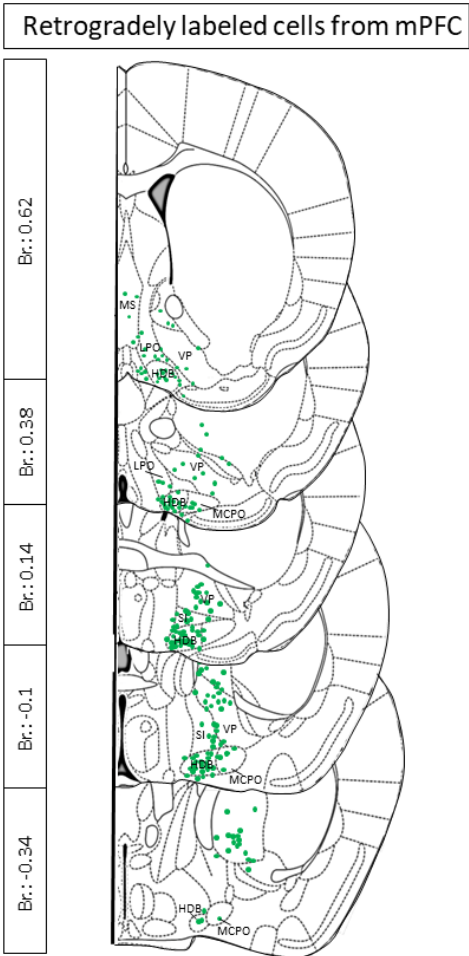 Retrogradely labeled cells from mPFC
Br.: 0.62
MS
LPO
VP
HDB
Br.: 0.38
LPO
VP
HDB
MCPO
Br.: 0.14
VP
SI
HDB
Br.: -0.1
SI
VP
HDB
MCPO
Br.: -0.34
HDB
MCPO